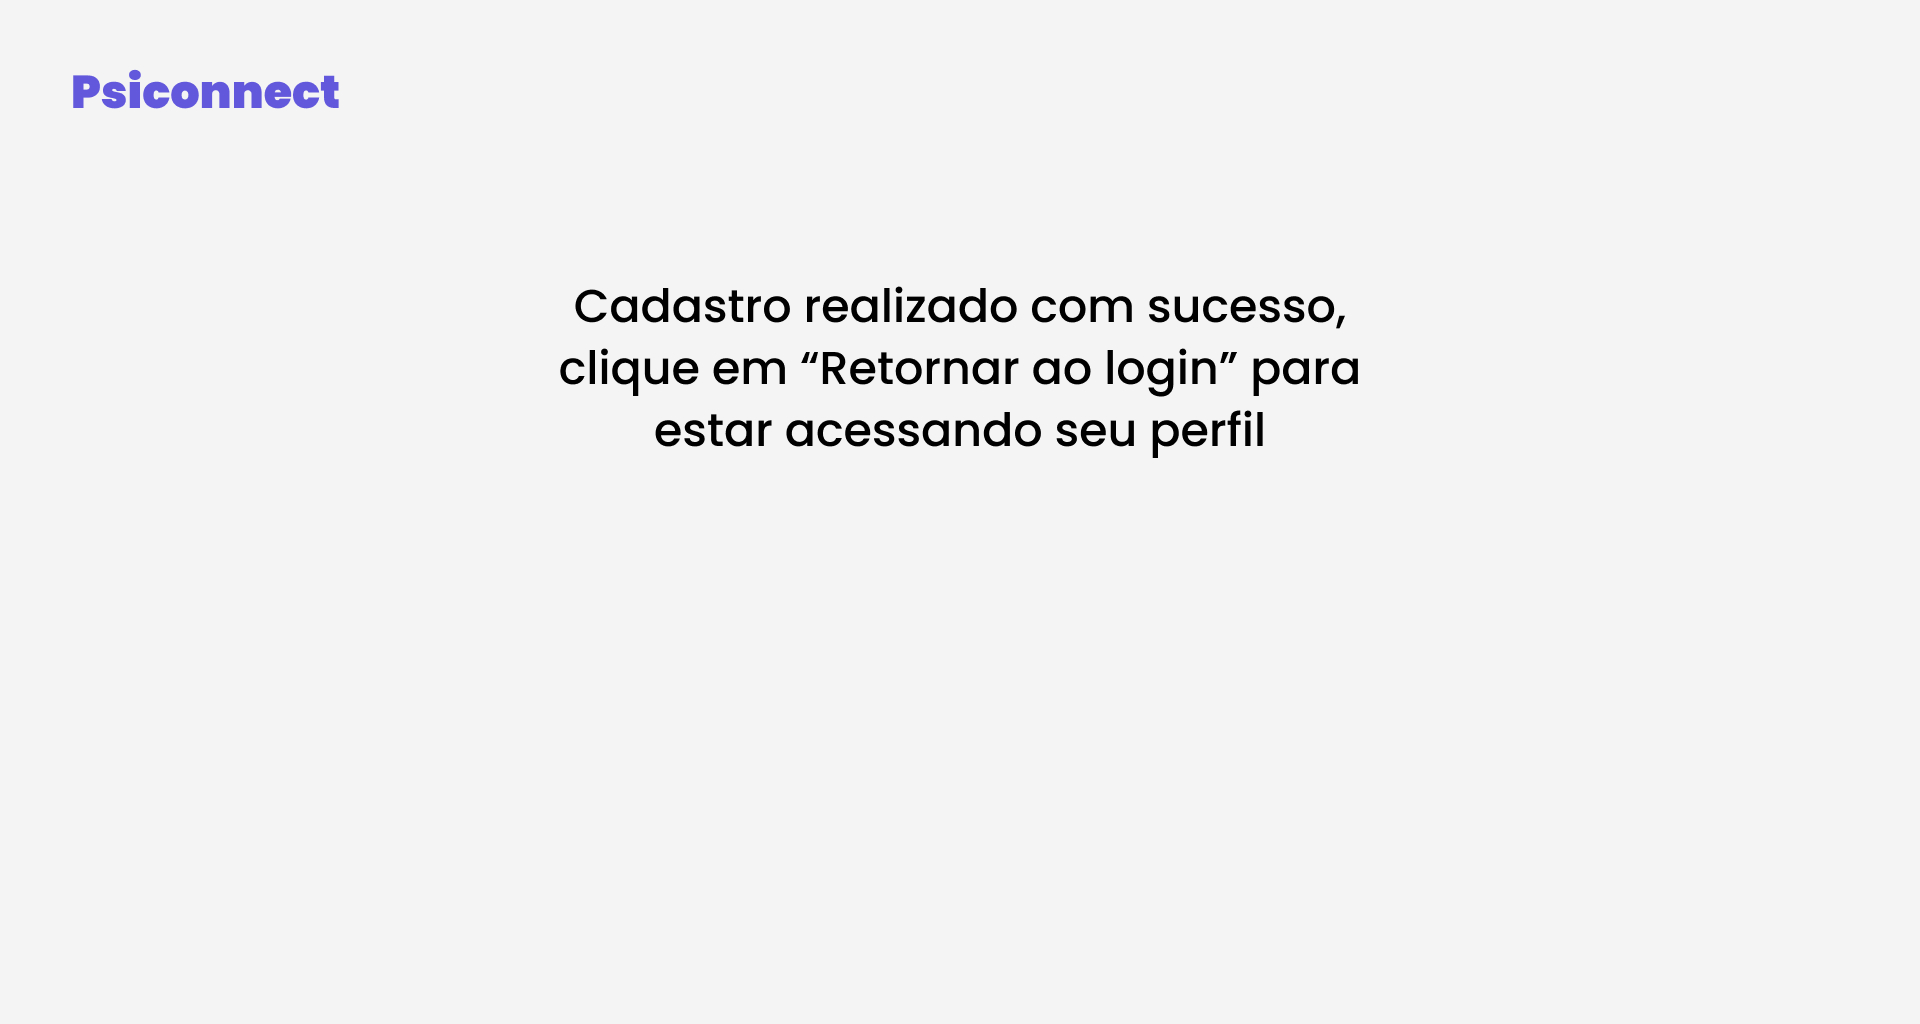 Psiconnect
Cadastro realizado com sucesso,
clique em “Retornar ao login” para
estar acessando seu perfil